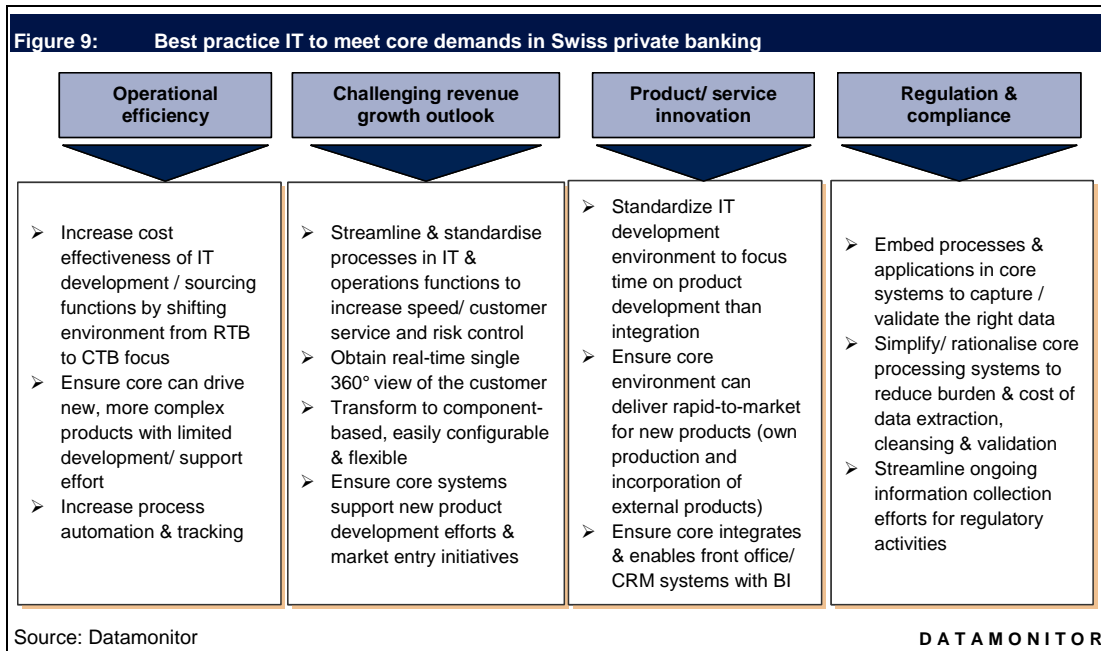 Figure 9: Best practice IT to meet core demands in Swiss private banking
Operational
efficiency
Challenging revenue
growth outlook
Product/ service
innovation
Regulation &
compliance
➢ Increase cost
effectiveness of IT
development / sourcing
functions by shifting
environment from RTB
to CTB focus
➢ Ensure core can drive
new, more complex
products with limited
development/ support
effort
➢ Increase process
automation & tracking
➢ Streamline & standardise
processes in IT &
operations functions to
increase speed/ customer
service and risk control
➢ Obtain real-time single
360° view of the customer
➢ Transform to component-
based, easily configurable
& flexible
➢ Ensure core systems
support new product
development efforts &
market entry initiatives
➢ Standardize IT
development
environment to focus
time on product
development than
integration
➢ Ensure core
environment can
deliver rapid-to-market
for new products (own
production and
incorporation of
external products)
➢ Ensure core integrates
& enables front office/
CRM systems with BI
➢ Embed processes &
applications in core
systems to capture /
validate the right data
➢ Simplify/ rationalise core
processing systems to
reduce burden & cost of
data extraction,
cleansing & validation
➢ Streamline ongoing
information collection
efforts for regulatory
activities
Source: Datamonitor
DATAMONITOR